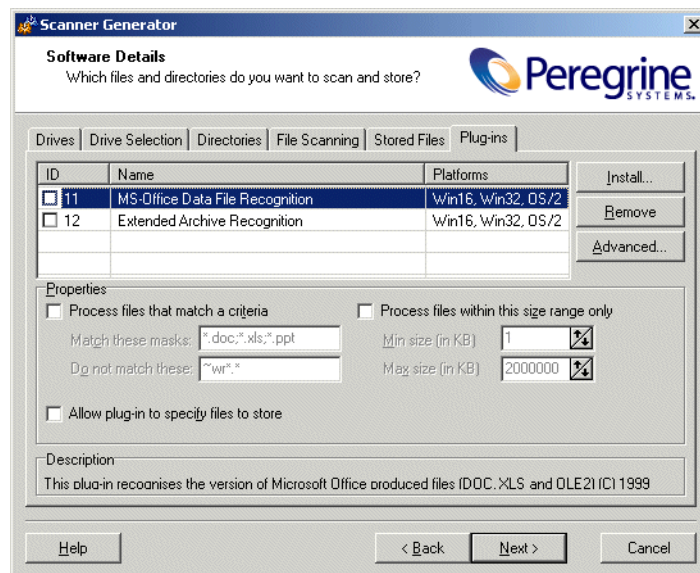 Scanner Generator
Software Details
Which files and directories do you want to scan and store?
Peregrine
SYSTEMS.
Drives Drive Selection Directories File Scanning Stored Files Plug-ins
ID Name Platforms
11 MS-Office Data File Recognition Win16, Win32, OS/2
12 Extended Archive Recognition Win16, Win32, OS/2
Install...
Remove
Advanced...
Properties
Process files that match a criteria
Match these masks: *.doc;*.xls;*.ppt
Do not match these: ~wr*.*
Process files within this size range only
Min size (in KB) 1
Max size (in KB) 2000000
Allow plug-in to specify files to store
Description
This plug-in recognises the version of Microsoft Office produced files (DOC, XLS and OLE2) (C) 1999
Help < Back Next > Cancel